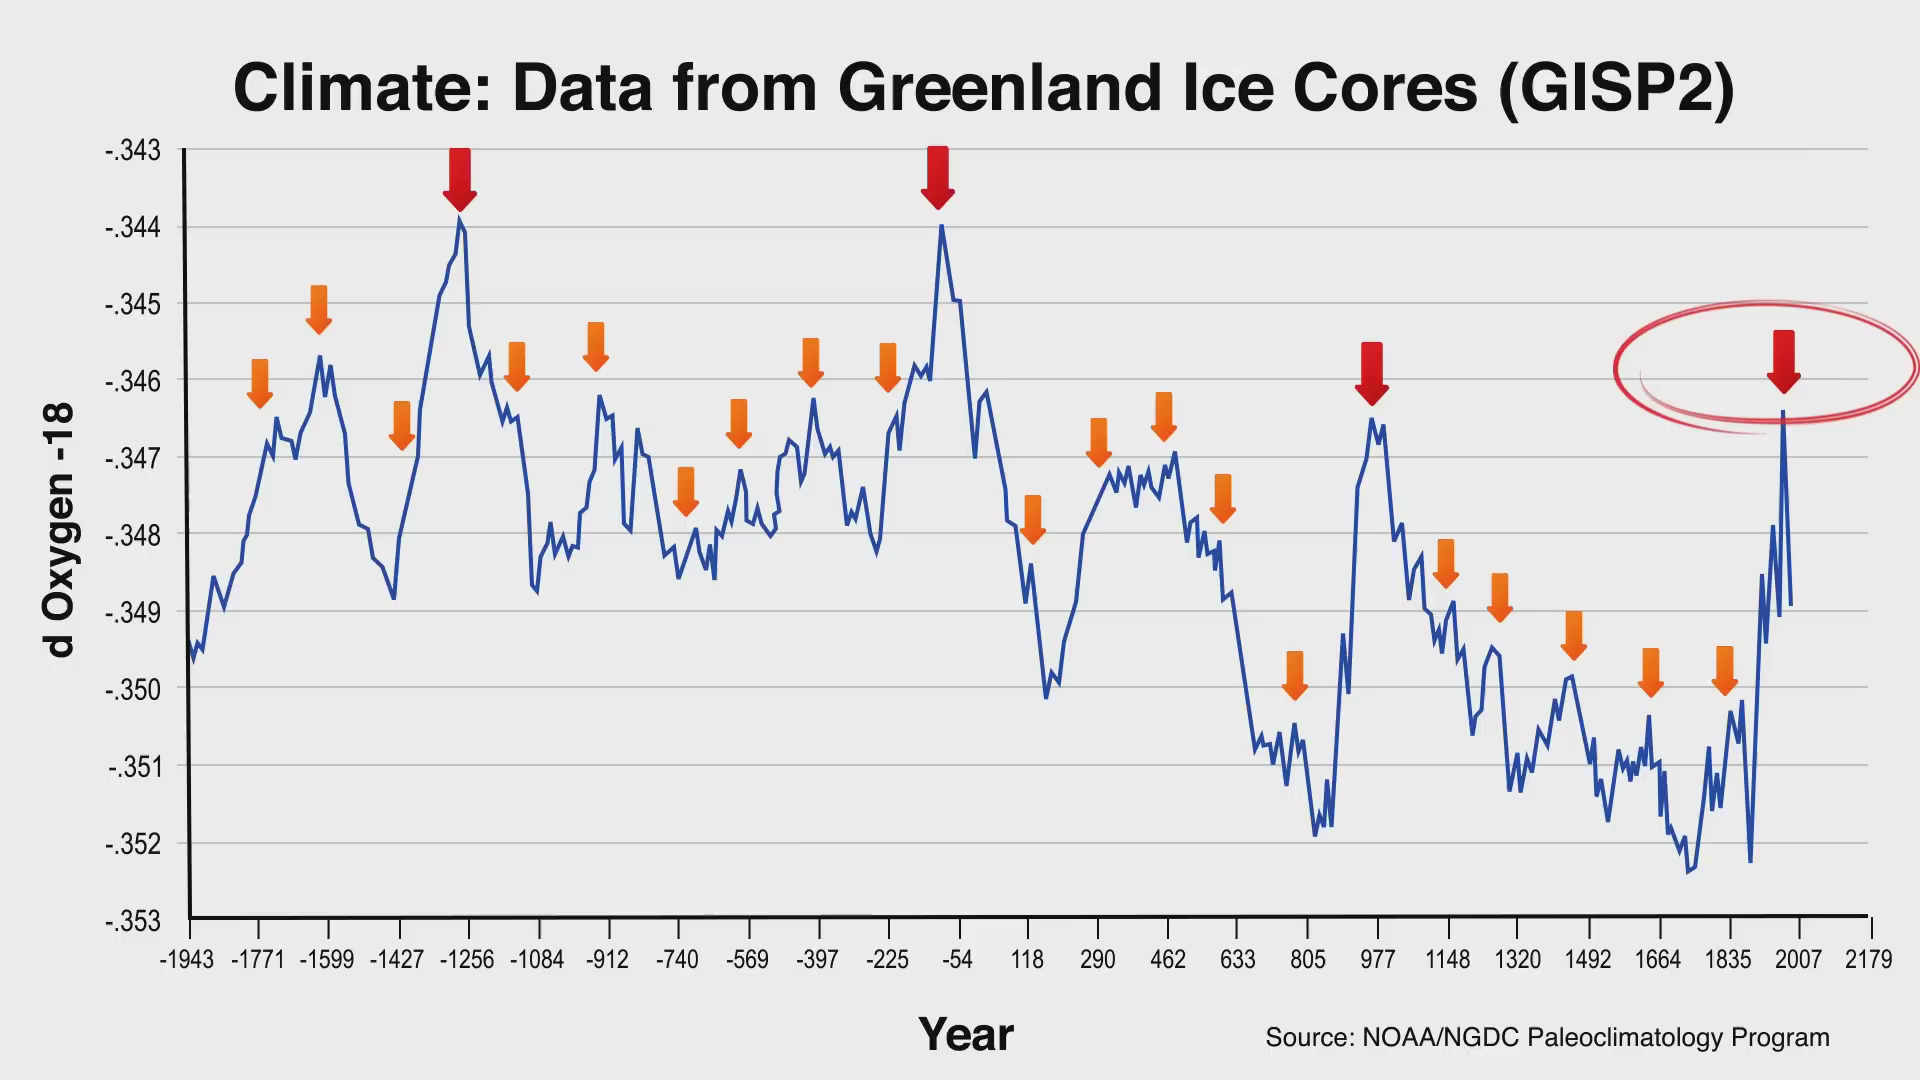 Climate: Data from Greenland Ice Cores (GISP2)
-.343
-.344
-.345
-.346
-.347
-.348
-.349
-.350
-.351
-.352
-.353
d Oxygen -18
-1943 -1771 -1599 -1427 -1256 -1084 -912 -740 -569 -397 -225 -54 118 290 462 633 805 977 1148 1320 1492 1664 1835 2007 2179
Year
Source: NOAA/NGDC Paleoclimatology Program